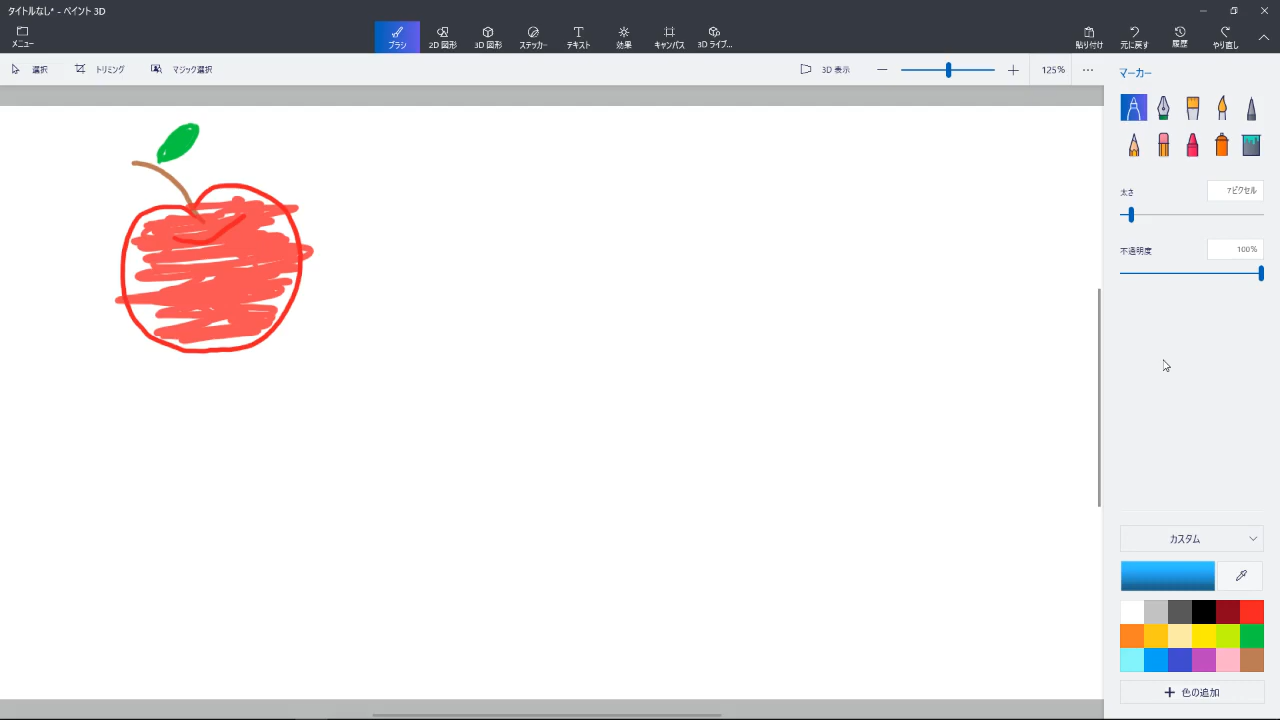 タイトルなし* - ペイント 3D
メニュー
ブラシ
2D 図形
3D 図形
ステッカー
テキスト
効果
キャンバス
3D ライブ...
貼り付け
元に戻す
履歴
やり直し
選択
トリミング
マジック選択
3D 表示
125%
マーカー
太さ
7ピクセル
不透明度
100%
カスタム
色の追加